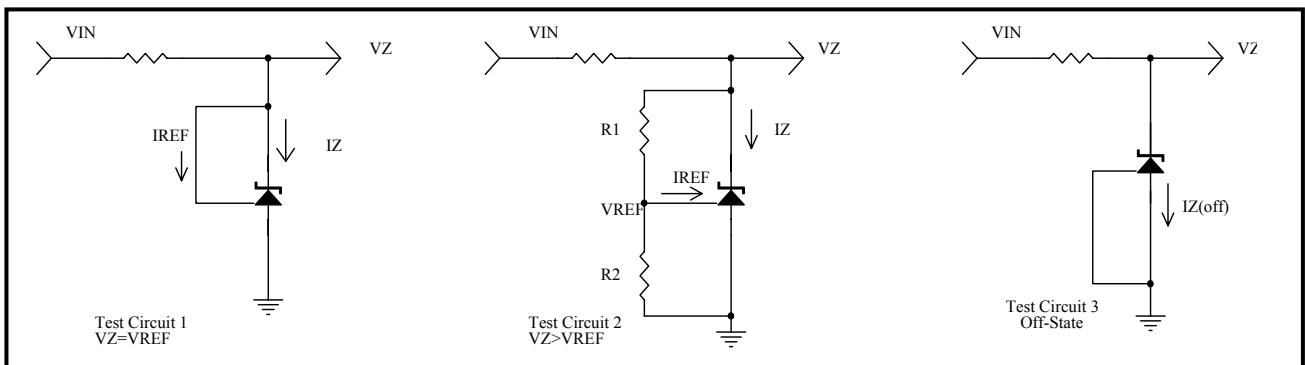 VIN
VZ
IREF
IZ
Test Circuit 1
VZ=VREF
VIN
VZ
R1
IZ
IREF
VREF
R2
Test Circuit 2
VZ>VREF
VIN
VZ
IZ(off)
Test Circuit 3
Off-State